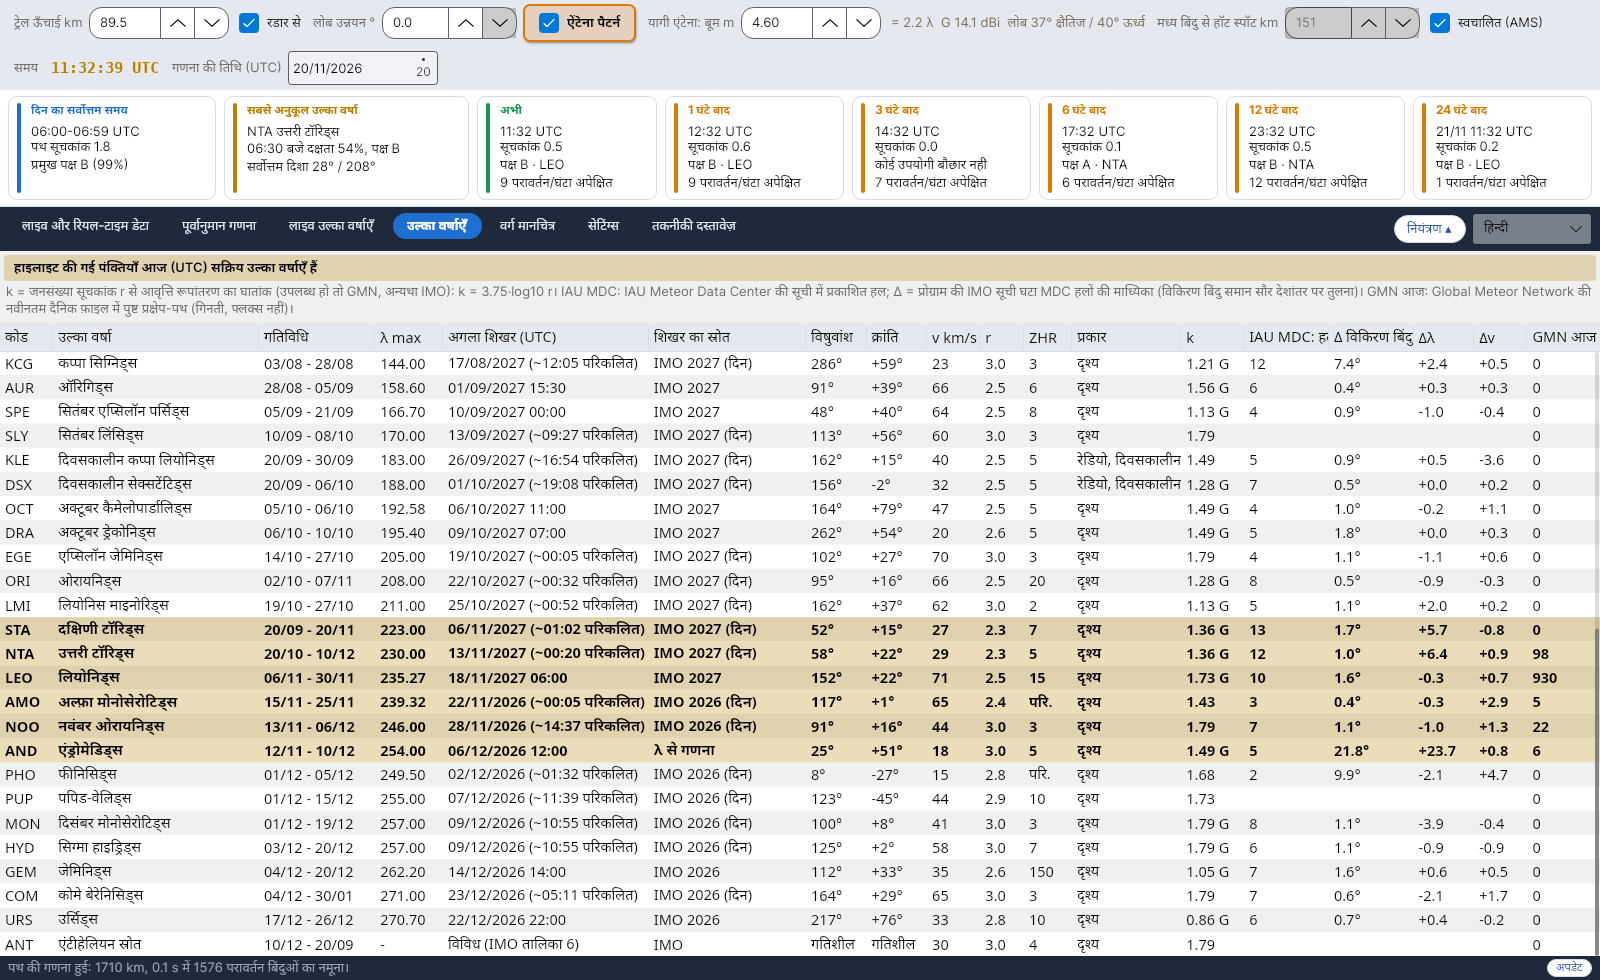 ट्रेल ऊँचाई km 89.5 रडार से लोब उन्नयन ° 0.0 ऐंटेना पैटर्न यागी एंटेना: बूम m 4.60 = 2.2 λ G 14.1 dBi लोब 37° क्षैतिज / 40° ऊर्ध्व मध्य बिंदु से हॉट स्पॉट km 151 स्वचालित (AMS)
समय 11:32:39 UTC गणना की तिथि (UTC) 20/11/2026 20
दिन का सर्वोत्तम समय
06:00-06:59 UTC
पथ सूचकांक 1.8
प्रमुख पक्ष B (99%)
सबसे अनुकूल उल्का वर्षा
NTA उत्तरी टॉरिड्स
06:30 बजे दक्षता 54%, पक्ष B
सर्वोत्तम दिशा 28° / 208°
अभी
11:32 UTC
सूचकांक 0.5
पक्ष B · LEO
9 परावर्तन/घंटा अपेक्षित
1 घंटे बाद
12:32 UTC
सूचकांक 0.6
पक्ष B · LEO
9 परावर्तन/घंटा अपेक्षित
3 घंटे बाद
14:32 UTC
सूचकांक 0.0
कोई उपयोगी बौछार नहीं
7 परावर्तन/घंटा अपेक्षित
6 घंटे बाद
17:32 UTC
सूचकांक 0.1
पक्ष A · NTA
6 परावर्तन/घंटा अपेक्षित
12 घंटे बाद
23:32 UTC
सूचकांक 0.5
पक्ष B · NTA
12 परावर्तन/घंटा अपेक्षित
24 घंटे बाद
21/11 11:32 UTC
सूचकांक 0.2
पक्ष B · LEO
1 परावर्तन/घंटा अपेक्षित
लाइव और रियल-टाइम डेटा पूर्वानुमान गणना लाइव उल्का वर्षाएँ उल्का वर्षाएँ वर्ग मानचित्र सेटिंग्स तकनीकी दस्तावेज़ नियंत्रण ▴ हिन्दी
हाइलाइट की गई पंक्तियाँ आज (UTC) सक्रिय उल्का वर्षाएँ हैं
k = जनसंख्या सूचकांक r से आवृत्ति रूपांतरण का घातांक (उपलब्ध हो तो GMN, अन्यथा IMO): k = 3.75·log10 r। IAU MDC: IAU Meteor Data Center की सूची में प्रकाशित हल; Δ = प्रोग्राम की IMO सूची घटा MDC हलों की माध्यिका (विकिरण बिंदु समान सौर देशांतर पर तुलना)। GMN आज: Global Meteor Network की
नवीनतम दैनिक फ़ाइल में पुष्ट प्रक्षेप-पथ (गिनती, फ्लक्स नहीं)।
कोड उल्का वर्षा गतिविधि λ max अगला शिखर (UTC) शिखर का स्रोत विषुवांश क्रांति v km/s r ZHR प्रकार k IAU MDC: ह Δ विकिरण बिंदु Δλ Δv GMN आज
KCG कप्पा सिग्निड्स 03/08 - 28/08 144.00 17/08/2027 (~12:05 परिकलित) IMO 2027 (दिन) 286° +59° 23 3.0 3 दृश्य 1.21 G 12 7.4° +2.4 +0.5 0
AUR ऑरिगिड्स 28/08 - 05/09 158.60 01/09/2027 15:30 IMO 2027 91° +39° 66 2.5 6 दृश्य 1.56 G 6 0.4° +0.3 +0.3 0
SPE सितंबर एप्सिलॉन पर्सिड्स 05/09 - 21/09 166.70 10/09/2027 00:00 IMO 2027 48° +40° 64 2.5 8 दृश्य 1.13 G 4 0.9° -1.0 -0.4 0
SLY सितंबर लिंसिड्स 10/09 - 08/10 170.00 13/09/2027 (~09:27 परिकलित) IMO 2027 (दिन) 113° +56° 60 3.0 3 दृश्य 1.79 0
KLE दिवसकालीन कप्पा लियोनिड्स 20/09 - 30/09 183.00 26/09/2027 (~16:54 परिकलित) IMO 2027 (दिन) 162° +15° 40 2.5 5 रेडियो, दिवसकालीन 1.49 5 0.9° +0.5 -3.6 0
DSX दिवसकालीन सेक्सटेंटिड्स 20/09 - 06/10 188.00 01/10/2027 (~19:08 परिकलित) IMO 2027 (दिन) 156° -2° 32 2.5 5 रेडियो, दिवसकालीन 1.28 G 7 0.5° +0.0 +0.2 0
OCT अक्टूबर कैमेलोपार्डालिड्स 05/10 - 06/10 192.58 06/10/2027 11:00 IMO 2027 164° +79° 47 2.5 5 दृश्य 1.49 G 4 1.0° -0.2 +1.1 0
DRA अक्टूबर ड्रेकोनिड्स 06/10 - 10/10 195.40 09/10/2027 07:00 IMO 2027 262° +54° 20 2.6 5 दृश्य 1.49 G 5 1.8° +0.0 +0.3 0
EGE एप्सिलॉन जेमिनिड्स 14/10 - 27/10 205.00 19/10/2027 (~00:05 परिकलित) IMO 2027 (दिन) 102° +27° 70 3.0 3 दृश्य 1.79 4 1.1° -1.1 +0.6 0
ORI ओरायनिड्स 02/10 - 07/11 208.00 22/10/2027 (~00:32 परिकलित) IMO 2027 (दिन) 95° +16° 66 2.5 20 दृश्य 1.28 G 8 0.5° -0.9 -0.3 0
LMI लियोनिस माइनोरिड्स 19/10 - 27/10 211.00 25/10/2027 (~00:52 परिकलित) IMO 2027 (दिन) 162° +37° 62 3.0 2 दृश्य 1.13 G 5 1.1° +2.0 +0.2 0
STA दक्षिणी टॉरिड्स 20/09 - 20/11 223.00 06/11/2027 (~01:02 परिकलित) IMO 2027 (दिन) 52° +15° 27 2.3 7 दृश्य 1.36 G 13 1.7° +5.7 -0.8 0
NTA उत्तरी टॉरिड्स 20/10 - 10/12 230.00 13/11/2027 (~00:20 परिकलित) IMO 2027 (दिन) 58° +22° 29 2.3 5 दृश्य 1.36 G 12 1.0° +6.4 +0.9 98
LEO लियोनिड्स 06/11 - 30/11 235.27 18/11/2027 06:00 IMO 2027 152° +22° 71 2.5 15 दृश्य 1.73 G 10 1.6° -0.3 +0.7 930
AMO अल्फ़ा मोनोसेरोटिड्स 15/11 - 25/11 239.32 22/11/2026 (~00:05 परिकलित) IMO 2026 (दिन) 117° +1° 65 2.4 परि. दृश्य 1.43 3 0.4° -0.3 +2.9 5
NOO नवंबर ओरायनिड्स 13/11 - 06/12 246.00 28/11/2026 (~14:37 परिकलित) IMO 2026 (दिन) 91° +16° 44 3.0 3 दृश्य 1.79 7 1.1° -1.0 +1.3 22
AND एंड्रोमेडिड्स 12/11 - 10/12 254.00 06/12/2026 12:00 λ से गणना 25° +51° 18 3.0 5 दृश्य 1.49 G 5 21.8° +23.7 +0.8 6
PHO फीनिसिड्स 01/12 - 05/12 249.50 02/12/2026 (~01:32 परिकलित) IMO 2026 (दिन) 8° -27° 15 2.8 परि. दृश्य 1.68 2 9.9° -2.1 +4.7 0
PUP पपिड-वेलिड्स 01/12 - 15/12 255.00 07/12/2026 (~11:39 परिकलित) IMO 2026 (दिन) 123° -45° 44 2.9 10 दृश्य 1.73 0
MON दिसंबर मोनोसेरोटिड्स 01/12 - 19/12 257.00 09/12/2026 (~10:55 परिकलित) IMO 2026 (दिन) 100° +8° 41 3.0 3 दृश्य 1.79 G 8 1.1° -3.9 -0.4 0
HYD सिग्मा हाइड्रिड्स 03/12 - 20/12 257.00 09/12/2026 (~10:55 परिकलित) IMO 2026 (दिन) 125° +2° 58 3.0 7 दृश्य 1.79 G 6 1.1° -0.9 -0.9 0
GEM जेमिनिड्स 04/12 - 20/12 262.20 14/12/2026 14:00 IMO 2026 112° +33° 35 2.6 150 दृश्य 1.05 G 7 1.6° +0.6 +0.5 0
COM कोमे बेरेनिसिड्स 04/12 - 30/01 271.00 23/12/2026 (~05:11 परिकलित) IMO 2026 (दिन) 164° +29° 65 3.0 3 दृश्य 1.79 7 0.6° -2.1 +1.7 0
URS उर्सिड्स 17/12 - 26/12 270.70 22/12/2026 22:00 IMO 2026 217° +76° 33 2.8 10 दृश्य 0.86 G 6 0.7° +0.4 -0.2 0
ANT एंटीहेलियन स्रोत 10/12 - 20/09 - विविध (IMO तालिका 6) IMO गतिशील गतिशील 30 3.0 4 दृश्य 1.79 0
पथ की गणना हुई: 1710 km, 0.1 s में 1576 परावर्तन बिंदुओं का नमूना। अपडेट